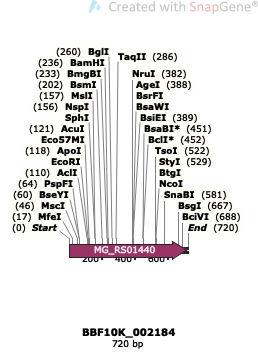 Created with SnapGene®
(260) BglI
TaqII (286)
(236) BamHI
(233) BmgBI
NruI (382)
(202) BsmI
AgeI (388)
(157) MslI
BsrFI
(156) NspI
BsaWI
SphI
BsiEI (389)
(121) AcuI
BsaBI* (451)
Eco57MI
BclI* (452)
(118) ApoI
TsoI (522)
EcoRI
StyI (529)
(110) AclI
BtgI
(64) PspFI
NcoI
(60) BseYI
SnaBI (581)
(46) MscI
BsgI (667)
(17) MfeI
BciVI (688)
(0) Start
End (720)
MG_RS01440
200
400
600
BBF10K_002184
720 bp